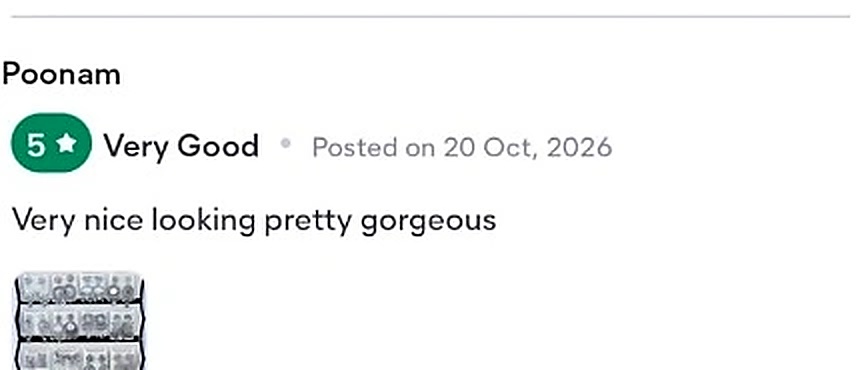 Poonam
5 ★ Very Good • Posted on 20 Oct, 2026
Very nice looking pretty gorgeous